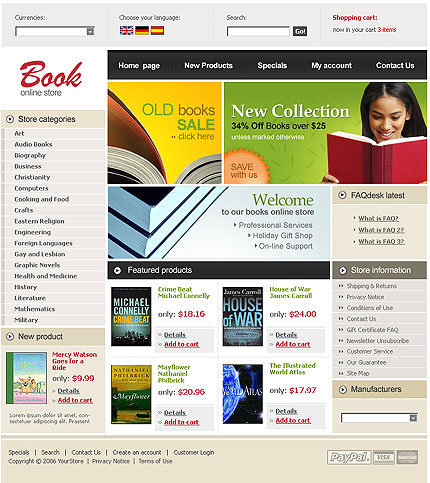 Currencies:
Choose your language:
Search:
Go!
Shopping cart:
now in your cart 3 items
Book
online store
Home page
New Products
Specials
My account
Contact Us
OLD books
SALE
click here
New Collection
34% Off Books over $25
unless marked otherwise
SAVE
with us
Store categories
Art
Audio Books
Biography
Business
Christianity
Computers
Cooking and Food
Crafts
Eastern Religion
Engineering
Foreign Languages
Gay and Lesbian
Graphic Novels
Health and Medicine
History
Literature
Mathematics
Military
New product
Mercy Watson
Goes for a
Ride
only: $9.99
Details
Add to cart
Lorem ipsum dolor sit amet, con-
setetuer adipiscing elit. Praesent
Welcome
to our books online store
Professional Services
Holiday Gift Shop
On-line Support
Featured products
MICHAEL
CONNELLY
CRIME BEAT
Crime Beat
Michael Connelly
only: $18.16
Details
Add to cart
James Carroll
HOUSE
OF WAR
House of War
James Carroll
only: $24.00
Details
Add to cart
NATHANIEL
PHILBRICK
Mayflower
Mayflower
Nathaniel
Philbrick
only: $20.96
Details
Add to cart
The Illustrated
World Atlas
only: $17.97
Details
Add to cart
FAQdesk latest
What is FAQ?
What is FAQ 2?
What is FAQ 3?
Store information
Shipping & Returns
Privacy Notice
Conditions of Use
Contact Us
Gift Certificate FAQ
Newsletter Unsubscribe
Customer Service
Our Guarantee
Site Map
Manufacturers
Specials | Search | Contact Us | Create an account | Customer Login
Copyright © 2006 YourStore | Privacy Notice | Terms of Use
PayPal
VISA